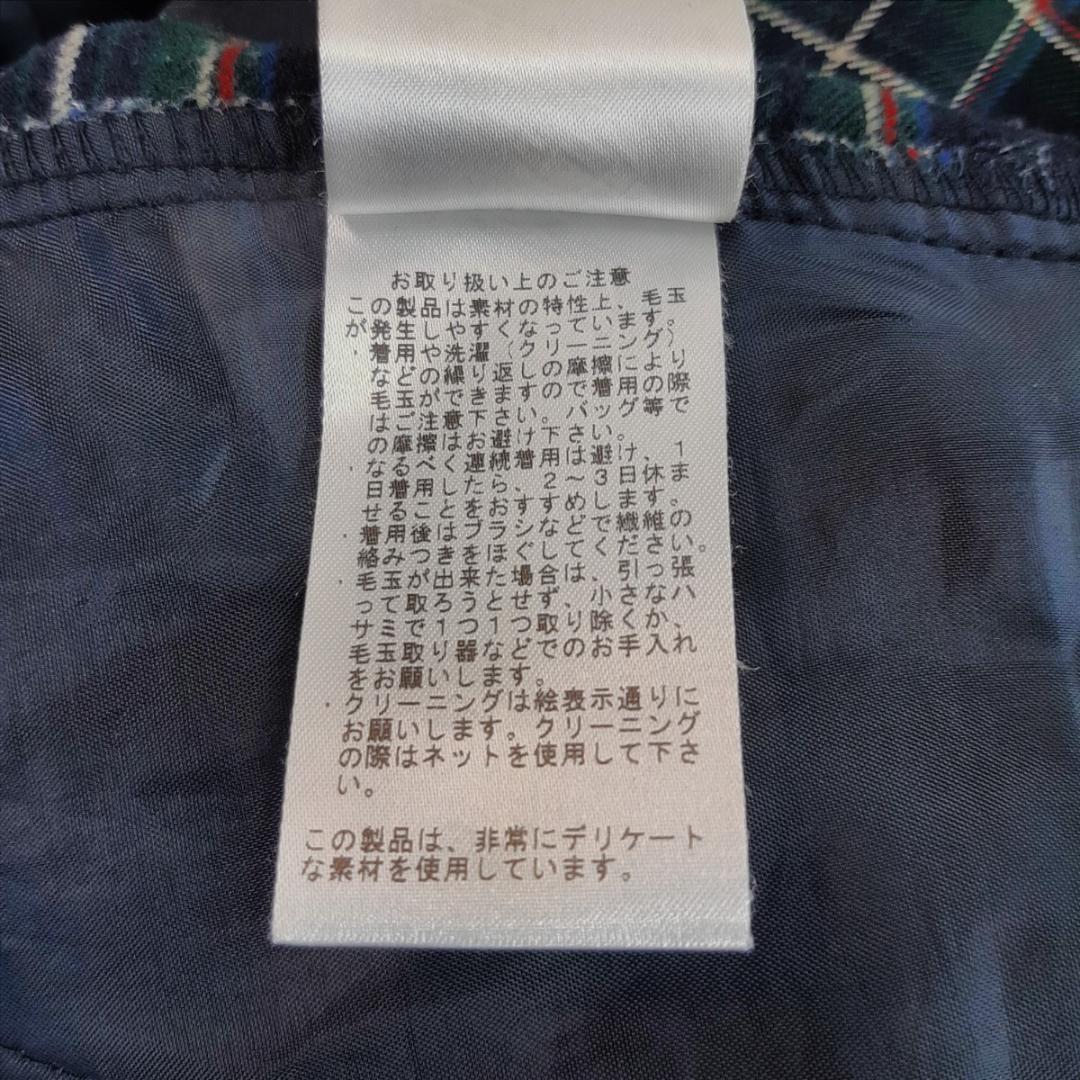 お取り扱い上のご注意
この製品は素材の特性上、毛玉
が発生しやすくなっています。
・着用や洗濯(クリーニング)
などの繰り返しの摩擦により
毛玉ができますので着用の際
はご注意下さい。バッグ等で
の摩擦はお避け下さい。
・なるべく連続着用は避け、1
日着用したら、2～3日休ま
せることをおすすめします。
・着用後はブラシなどで繊維の
絡みつきをほぐしてください。
・毛玉が出来た場合は、引っ張
って取ろうとせず、小さなハ
サミで1つ1つ取り除くか、
毛玉取り器などでのお手入れ
をお願いします。
・クリーニングは絵表示通りに
お願いします。クリーニング
の際はネットを使用して下さ
い。
この製品は、非常にデリケート
な素材を使用しています。